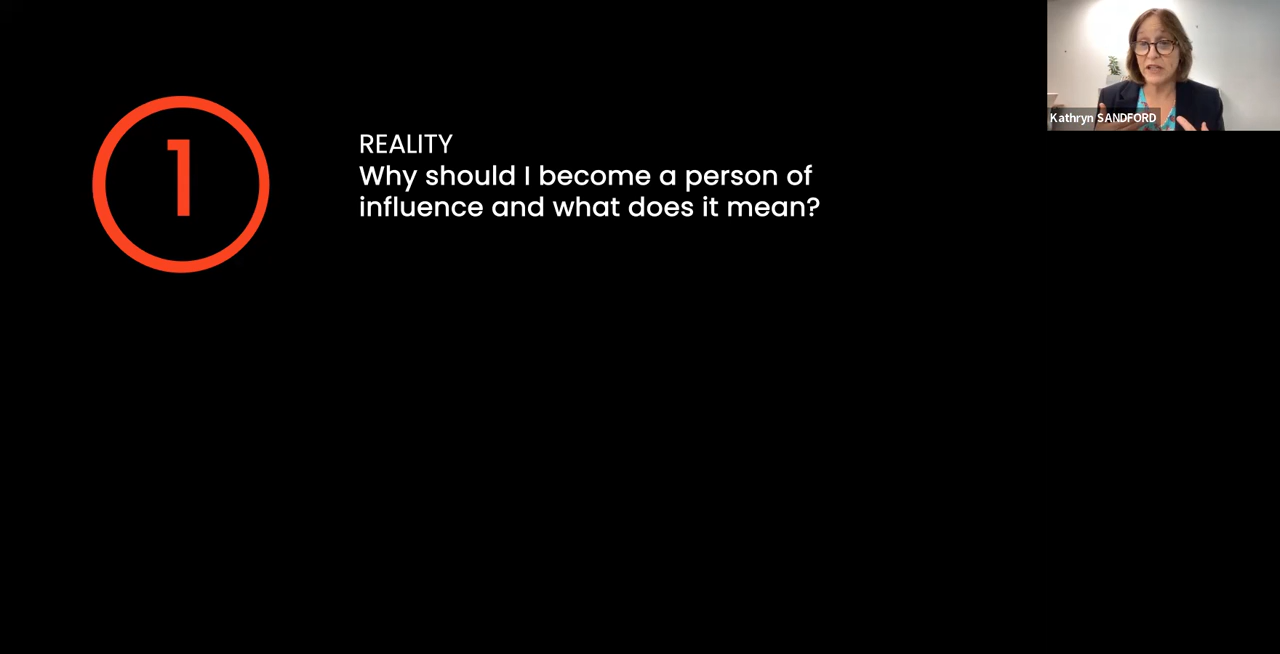 1
REALITY
Why should I become a person of
influence and what does it mean?
Kathryn SANDFORD